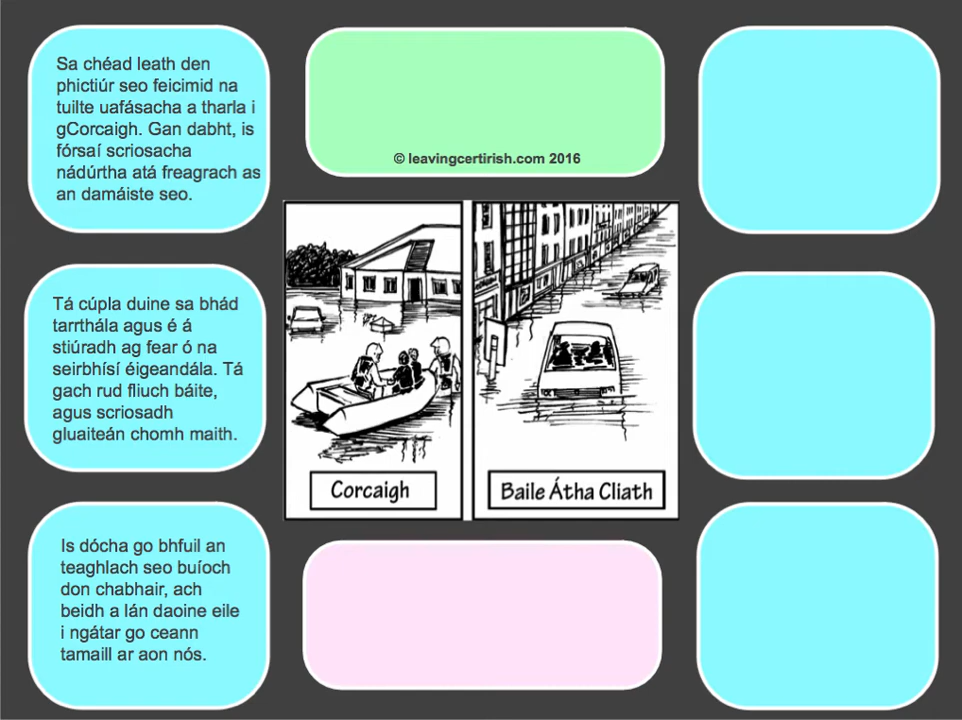 Sa chéad leath den
phictiúr seo feicimid na
tuilte uafásacha a tharla i
gCorcaigh. Gan dabht, is
fórsaí scriosacha
nádúrtha atá freagrach as
an damáiste seo.
© leavingcertirish.com 2016
Tá cúpla duine sa bhád
tarrthála agus é á
stiúradh ag fear ó na
seirbhísí éigeandála. Tá
gach rud fliuch báite,
agus scriosadh
gluaiteán chomh maith.
Is dócha go bhfuil an
teaghlach seo buíoch
don chabhair, ach
beidh a lán daoine eile
i ngátar go ceann
tamaill ar aon nós.
Corcaigh
Baile Átha Cliath